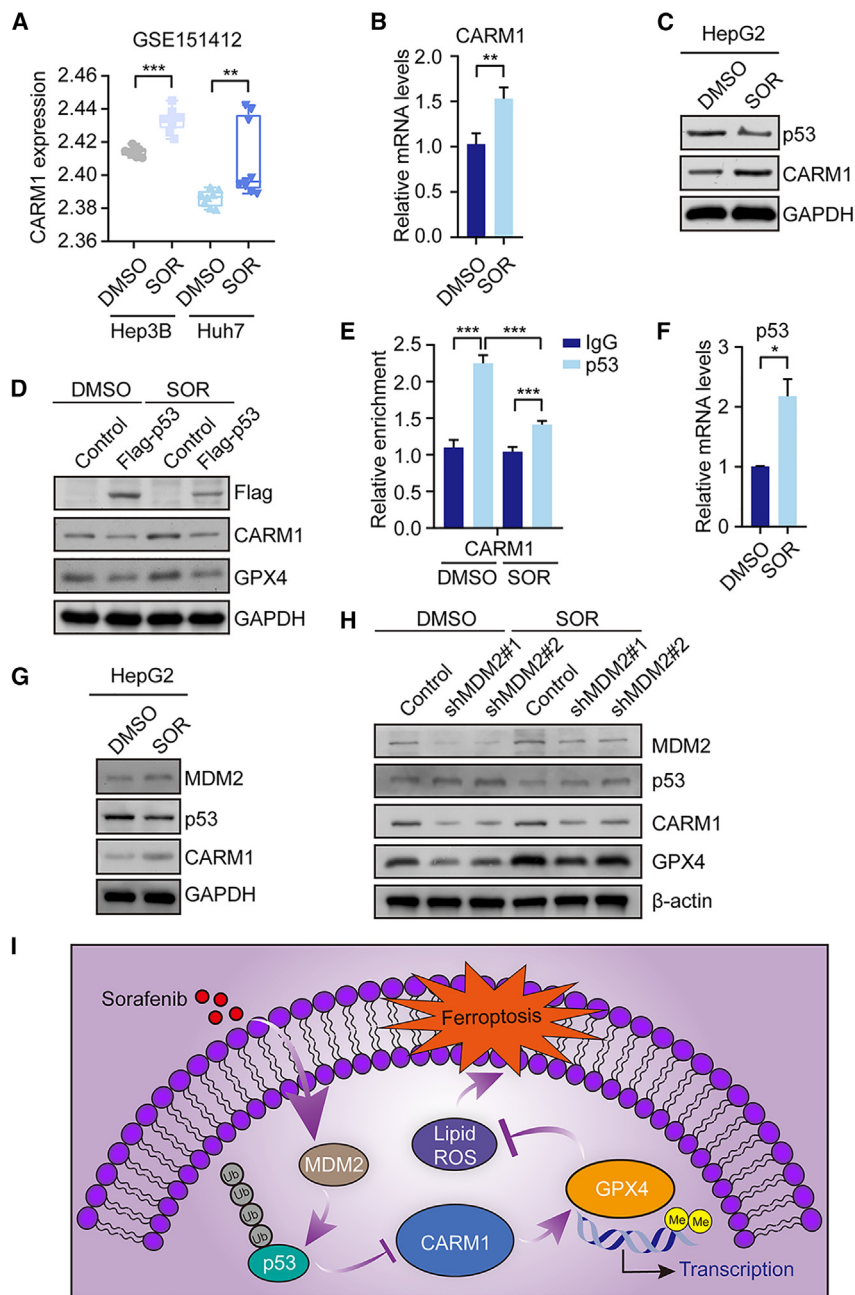 A
GSE151412
CARM1 expression
2.46
2.44
2.42
2.40
2.38
2.36
***
**
DMSO
SOR
DMSO
SOR
Hep3B
Huh7
B
CARM1
Relative mRNA levels
2.0
1.5
1.0
0.5
0.0
**
DMSO
SOR
C
HepG2
DMSO
SOR
p53
CARM1
GAPDH
D
DMSO
SOR
Control
Flag-p53
Control
Flag-p53
Flag
CARM1
GPX4
GAPDH
E
Relative enrichment
2.5
2.0
1.5
1.0
0.5
0.0
***
***
***
IgG
p53
CARM1
DMSO
SOR
F
p53
Relative mRNA levels
3
2
1
0
*
DMSO
SOR
G
HepG2
DMSO
SOR
MDM2
p53
CARM1
GAPDH
H
DMSO
SOR
Control
shMDM2#1
shMDM2#2
Control
shMDM2#1
shMDM2#2
MDM2
p53
CARM1
GPX4
β-actin
I
Sorafenib
Ferroptosis
Lipid
ROS
MDM2
GPX4
Ub
Ub
Ub
Ub
p53
CARM1
Me
Me
Transcription